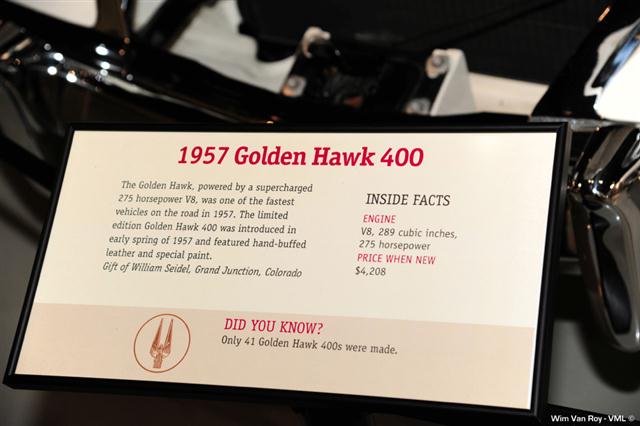 1957 Golden Hawk 400
The Golden Hawk, powered by a supercharged
275 horsepower V8, was one of the fastest
vehicles on the road in 1957. The limited
edition Golden Hawk 400 was introduced in
early spring of 1957 and featured hand-buffed
leather and special paint.
Gift of William Seidel, Grand Junction, Colorado
INSIDE FACTS
ENGINE
V8, 289 cubic inches,
275 horsepower
PRICE WHEN NEW
$4,208
DID YOU KNOW?
Only 41 Golden Hawk 400s were made.
Wim Van Roy - VML ©